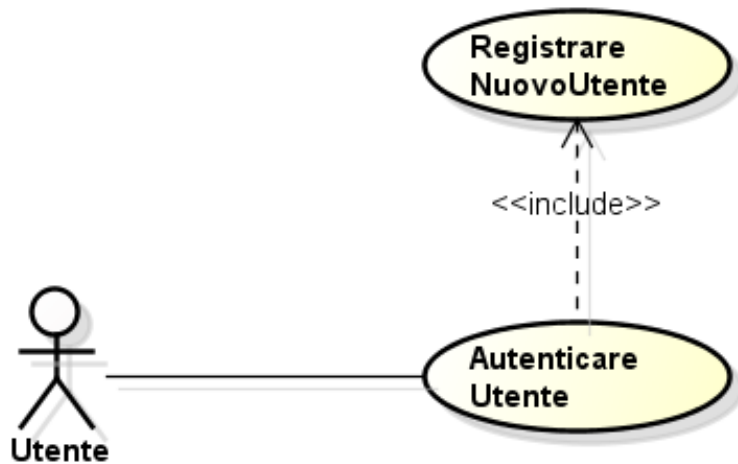 Registrare
NuovoUtente
<<include>>
Autenticare
Utente
Utente